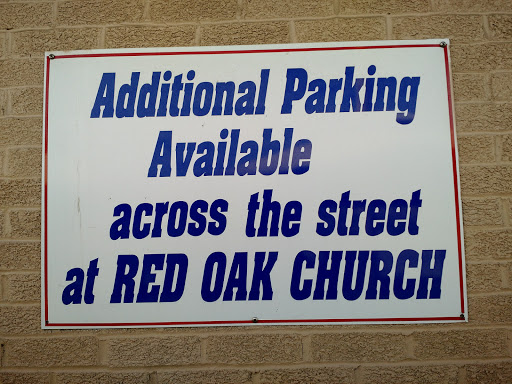 Additional Parking
Available
across the street
at RED OAK CHURCH